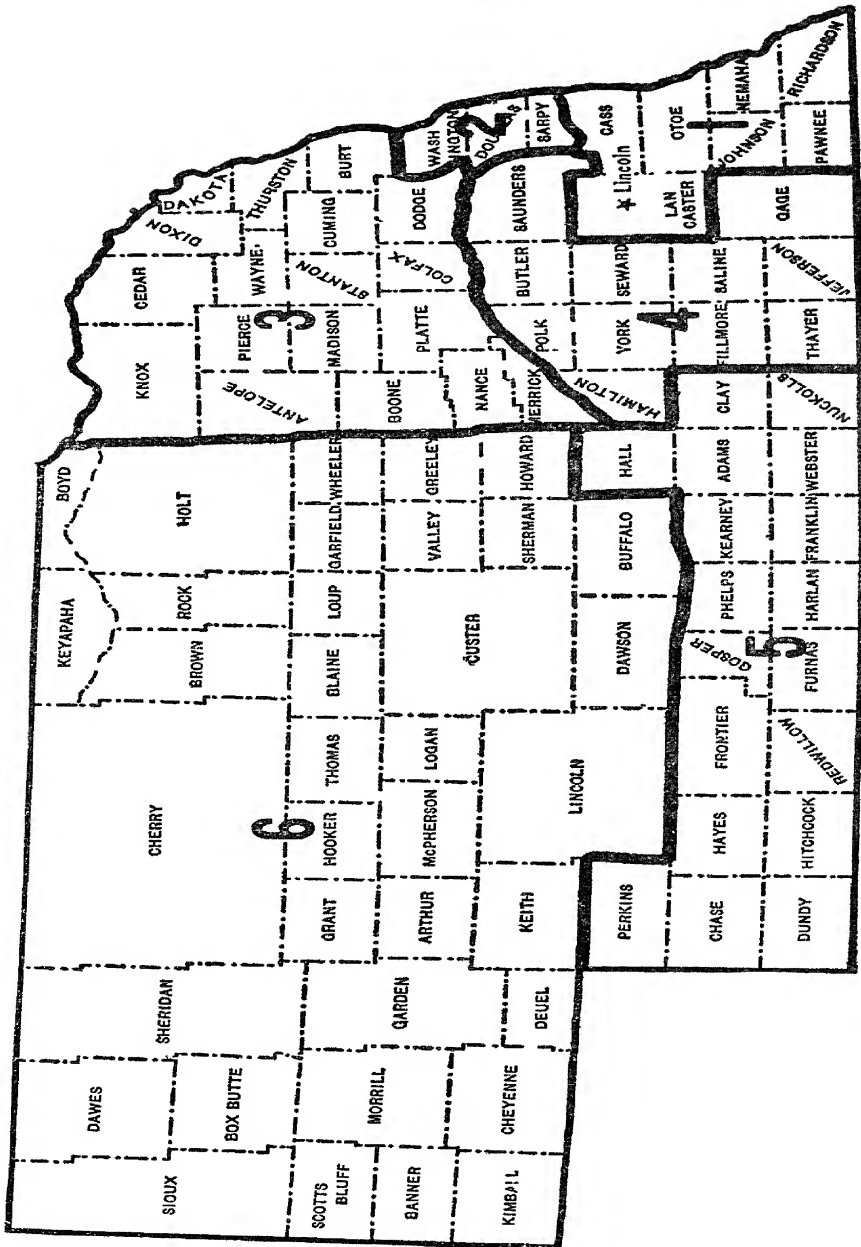 SIOUX
DAWES
BOX BUTTE
SHERIDAN
CHERRY
KEYAPAHA
BOYD
BROWN
ROCK
HOLT
6
SCOTTS
BLUFF
BANNER
KIMBALL
MORRILL
CHEYENNE
GARDEN
DEUEL
GRANT
HOOKER
THOMAS
BLAINE
LOUP
GARFIELD
WHEELER
ARTHUR
McPHERSON
LOGAN
CUSTER
VALLEY
GREELEY
KEITH
LINCOLN
SHERMAN
HOWARD
DAWSON
BUFFALO
HALL
KNOX
CEDAR
DIXON
DAKOTA
ANTELOPE
PIERCE
WAYNE
THURSTON
3
BOONE
MADISON
STANTON
CUMING
BURT
NANCE
PLATTE
COLFAX
DODGE
MERRICK
WASH
INGTON
2
DOUGLAS
SARPY
HAMILTON
POLK
BUTLER
SAUNDERS
YORK
SEWARD
4
FILLMORE
SALINE
THAYER
JEFFERSON
GAGE
Lincoln
LAN
CASTER
CASS
OTOE
1
JOHNSON
NEMAHA
PAWNEE
RICHARDSON
PERKINS
CHASE
HAYES
FRONTIER
GOSPER
PHELPS
KEARNEY
ADAMS
CLAY
5
DUNDY
HITCHCOCK
REDWILLOW
FURNAS
HARLAN
FRANKLIN
WEBSTER
NUCKOLLS